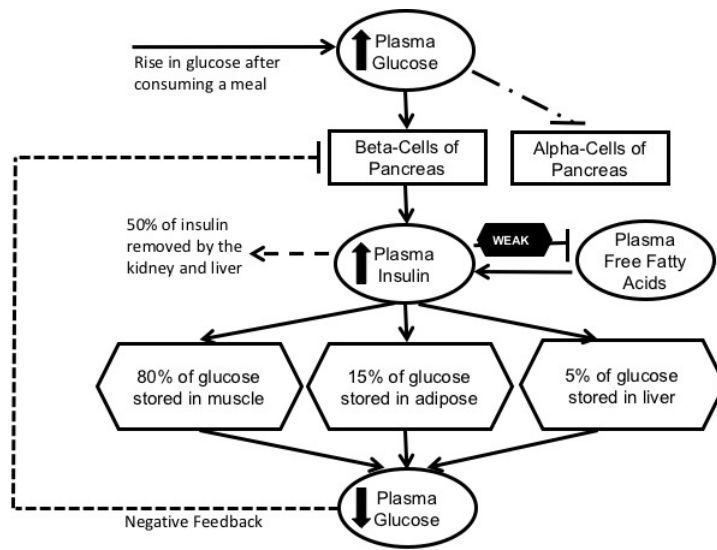 Plasma
Glucose
Rise in glucose after
consuming a meal
Beta-Cells of
Pancreas
Alpha-Cells of
Pancreas
50% of insulin
removed by the
kidney and liver
Plasma
Insulin
WEAK
Plasma
Free Fatty
Acids
80% of glucose
stored in muscle
15% of glucose
stored in adipose
5% of glucose
stored in liver
Plasma
Glucose
Negative Feedback